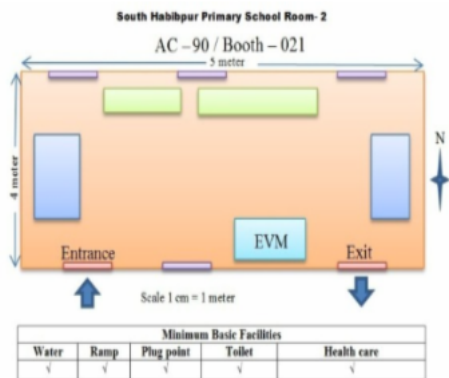 South Habibpur Primary School Room- 2
AC – 90 / Booth – 021
5 meter
4 meter
N
EVM
Entrance
Exit
Scale 1 cm = 1 meter
Minimum Basic Facilities
Water Ramp Plug point Toilet Health care
√ √ √ √ √